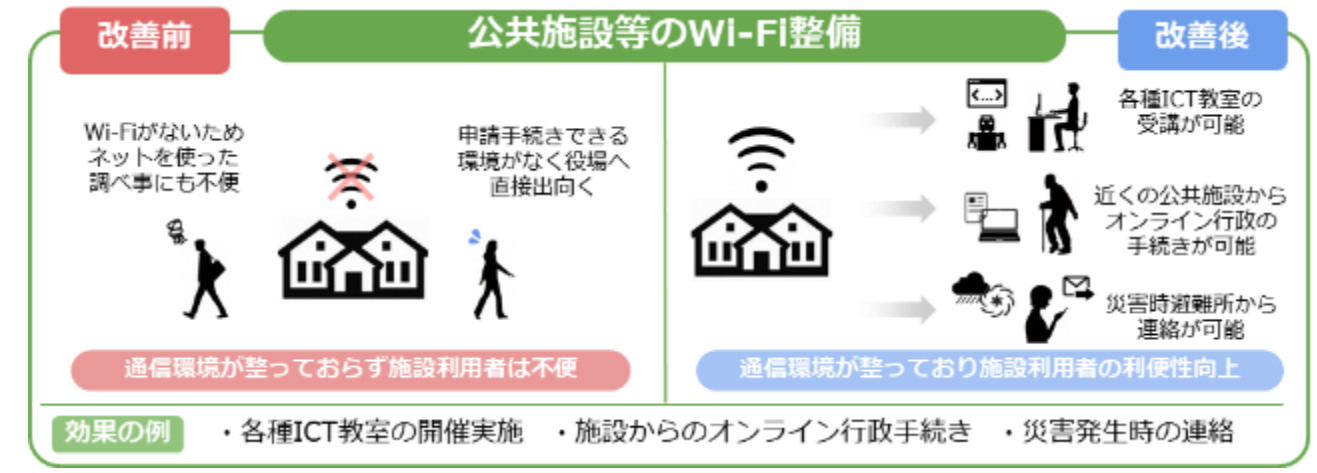 改善前
公共施設等のWi-Fi整備
改善後
Wi-Fiがないため
ネットを使った
調べ事にも不便
申請手続きできる
環境がなく役場へ
直接出向く
通信環境が整っておらず施設利用者は不便
<...>
各種ICT教室の
受講が可能
近くの公共施設から
オンライン行政の
手続きが可能
災害時避難所から
連絡が可能
通信環境が整っており施設利用者の利便性向上
効果の例
・各種ICT教室の開催実施 ・施設からのオンライン行政手続き ・災害発生時の連絡